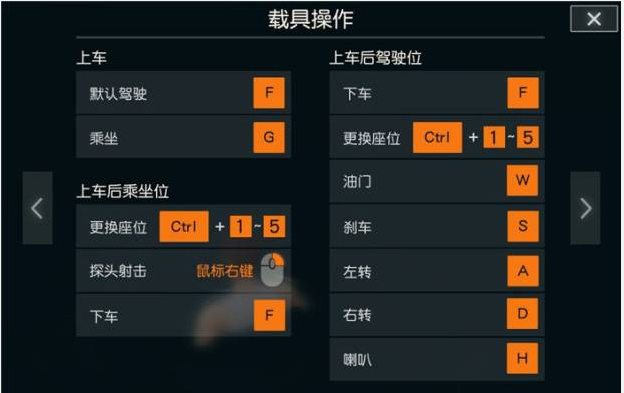 载具操作
上车
默认驾驶 F
乘坐 G
上车后乘坐位
更换座位 Ctrl + 1 ~ 5
探头射击 鼠标右键
下车 F
上车后驾驶位
下车 F
更换座位 Ctrl + 1 ~ 5
油门 W
刹车 S
左转 A
右转 D
喇叭 H